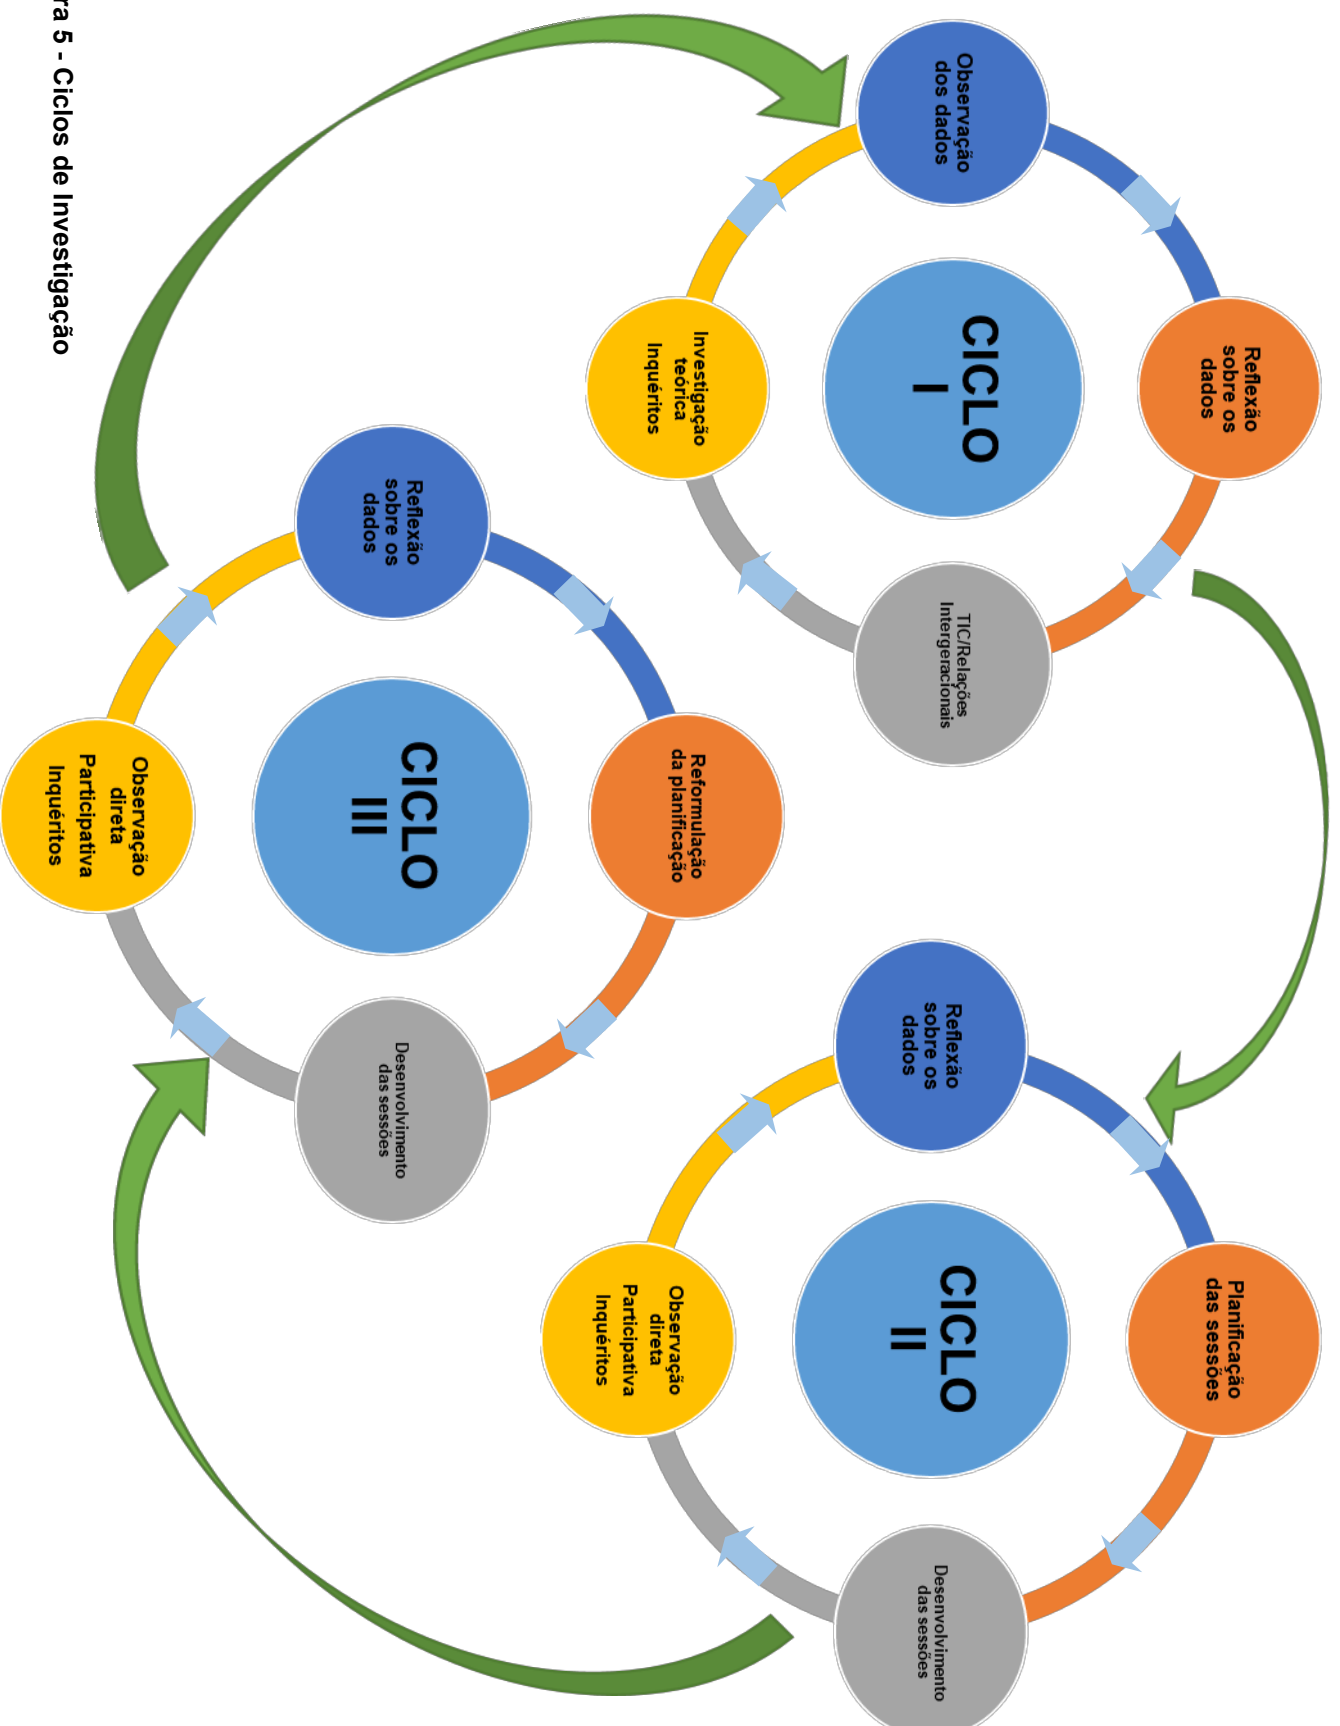 Observação
dos dados
Reflexão
sobre os
dados
CICLO
I
Investigação
teórica
Inquéritos
TIC/Relações
Intergeracionais
Reflexão
sobre os
dados
Planificação
das sessões
CICLO
II
Observação
direta
Participativa
Inquéritos
Desenvolvimento
das sessões
Reflexão
sobre os
dados
Reformulação
da planificação
CICLO
III
Observação
direta
Participativa
Inquéritos
Desenvolvimento
das sessões
ra 5 - Ciclos de Investigação